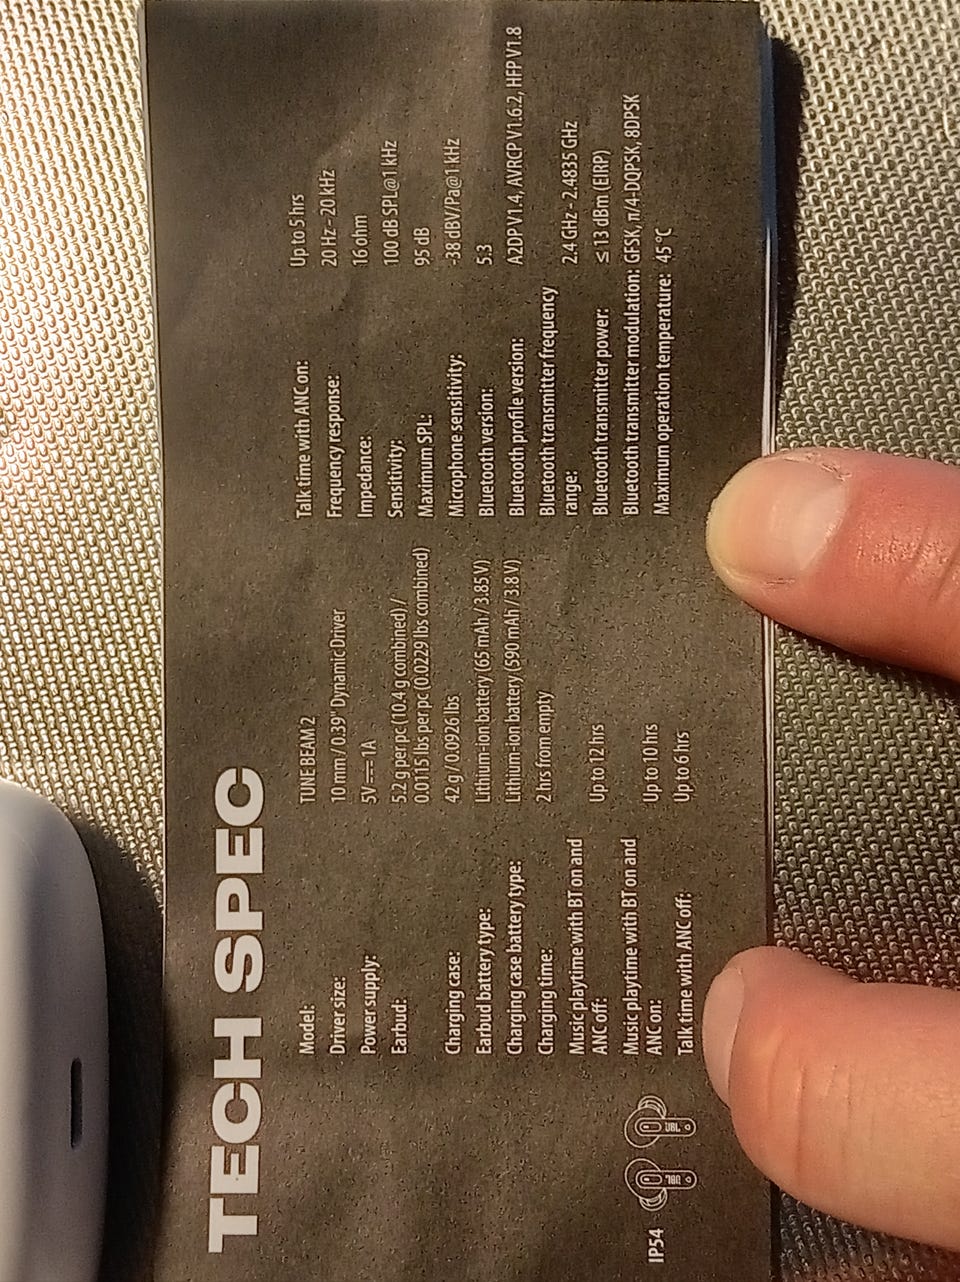 TECH SPEC
Model: TUNE BEAM 2
Driver size: 10 mm / 0.39" Dynamic Driver
Power supply: 5V ⎓ 1A
Earbud: 5.2 g per pc (10.4 g combined) /
0.0115 lbs per pc (0.0229 lbs combined)
Charging case: 42 g / 0.0926 lbs
Earbud battery type: Lithium-ion battery (65 mAh / 3.85 V)
Charging case battery type: Lithium-ion battery (590 mAh / 3.8 V)
Charging time: 2 hrs from empty
Music playtime with BT on and
ANC off: Up to 12 hrs
Music playtime with BT on and
ANC on: Up to 10 hrs
Talk time with ANC off: Up to 6 hrs
Talk time with ANC on: Up to 5 hrs
Frequency response: 20 Hz - 20 kHz
Impedance: 16 ohm
Sensitivity: 100 dB SPL@1 kHz
Maximum SPL: 95 dB
Microphone sensitivity: -38 dBV/Pa@1 kHz
Bluetooth version: 5.3
Bluetooth profile version: A2DP V1.4, AVRCP V1.6.2, HFP V1.8
Bluetooth transmitter frequency
range: 2.4 GHz - 2.4835 GHz
Bluetooth transmitter power: ≤ 13 dBm (EIRP)
Bluetooth transmitter modulation: GFSK, π/4-DQPSK, 8DPSK
Maximum operation temperature: 45 °C
IP54
JBL
JBL